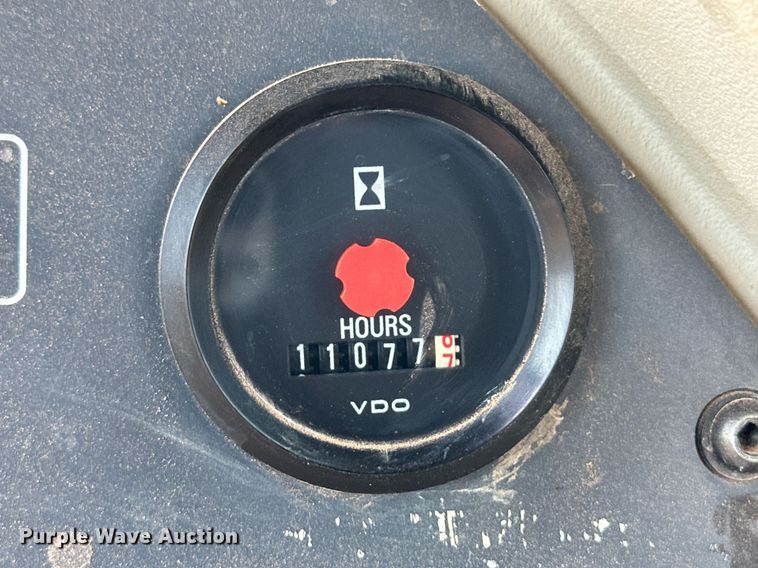 HOURS
11077
VDO
Purple Wave Auction